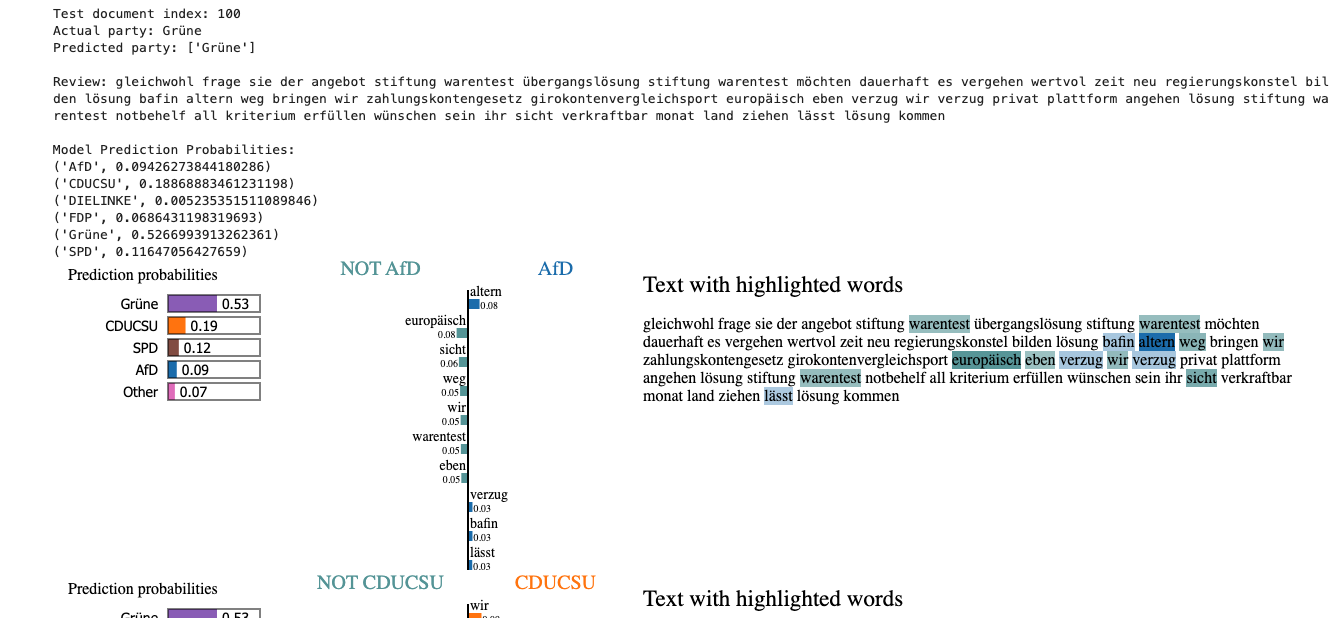 Test document index: 100
Actual party: Grüne
Predicted party: ['Grüne']
Review: gleichwohl frage sie der angebot stiftung warentest übergangslösung stiftung warentest möchten dauerhaft es vergehen wertvol zeit neu regierungskonstel bil
den lösung bafin altern weg bringen wir zahlungskontengesetz girokontenvergleichsport europäisch eben verzug wir verzug privat plattform angehen lösung stiftung wa
rentest notbehelf all kriterium erfüllen wünschen sein ihr sicht verkraftbar monat land ziehen lässt lösung kommen
Model Prediction Probabilities:
('AfD', 0.09426273844180286)
('CDUCSU', 0.18868883461231198)
('DIELINKE', 0.005235351511089846)
('FDP', 0.0686431198319693)
('Grüne', 0.5266993913262361)
('SPD', 0.11647056427659)
Prediction probabilities
Grüne 0.53
CDUCSU 0.19
SPD 0.12
AfD 0.09
Other 0.07
NOT AfD AfD
altern
0.08
europäisch
0.08
sicht
0.06
weg
0.05
wir
0.05
warentest
0.05
eben
0.05
verzug
0.03
bafin
0.03
lässt
0.03
Text with highlighted words
gleichwohl frage sie der angebot stiftung warentest übergangslösung stiftung warentest möchten
dauerhaft es vergehen wertvol zeit neu regierungskonstel bilden lösung bafin altern weg bringen wir
zahlungskontengesetz girokontenvergleichsport europäisch eben verzug wir verzug privat plattform
angehen lösung stiftung warentest notbehelf all kriterium erfüllen wünschen sein ihr sicht verkraftbar
monat land ziehen lässt lösung kommen
Prediction probabilities
Grüne 0.53
NOT CDUCSU CDUCSU
wir
Text with highlighted words